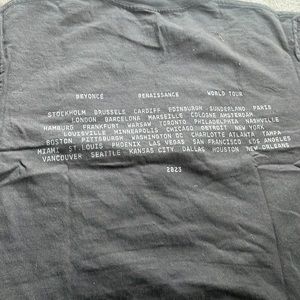 BEYONCÉ RENAISSANCE WORLD TOUR
STOCKHOLM BRUSSELS CARDIFF EDINBURGH SUNDERLAND PARIS
LONDON BARCELONA MARSEILLE COLOGNE AMSTERDAM
HAMBURG FRANKFURT WARSAW TORONTO PHILADELPHIA NASHVILLE
LOUISVILLE MINNEAPOLIS CHICAGO DETROIT NEW YORK
BOSTON PITTSBURGH WASHINGTON DC CHARLOTTE ATLANTA TAMPA
MIAMI ST LOUIS PHOENIX LAS VEGAS SAN FRANCISCO LOS ANGELES
VANCOUVER SEATTLE KANSAS CITY DALLAS HOUSTON NEW ORLEANS
2023